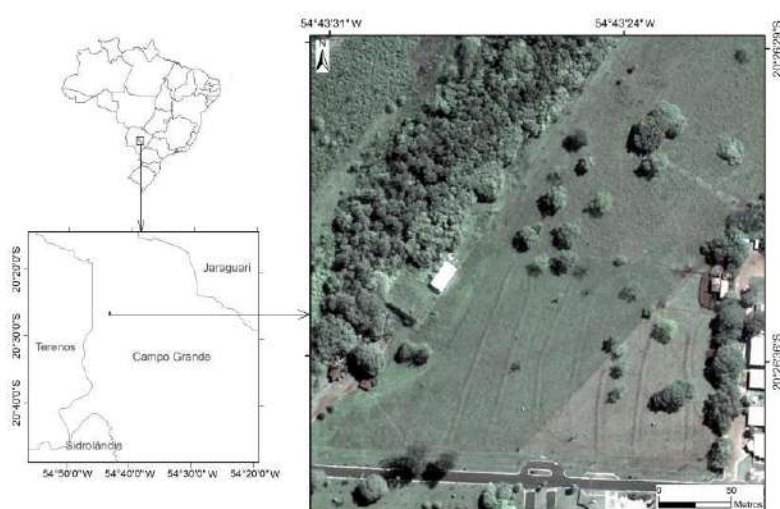 54°43'31" W
54°43'24" W
20°26'29"S
N
20°20'0"S
Jaraguari
Terenos
20°30'0"S
Campo Grande
20°26'36"S
20°40'0"S
Sidrolândia
54°50'0"W
54°40'0"W
54°30'0"W
54°20'0"W
0
50
Metros